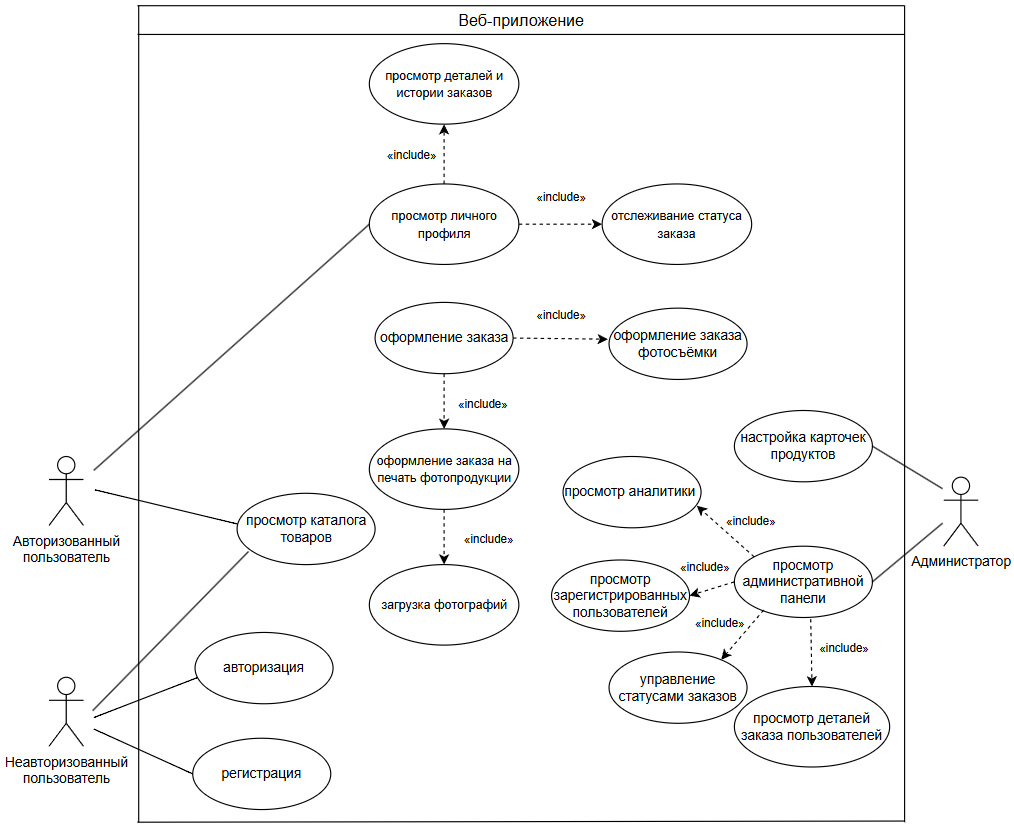 Веб-приложение
просмотр деталей и
истории заказов
«include»
просмотр личного
профиля
«include»
отслеживание статуса
заказа
оформление заказа
«include»
оформление заказа
фотосъёмки
«include»
оформление заказа на
печать фотопродукции
«include»
загрузка фотографий
настройка карточек
продуктов
Авторизованный
пользователь
просмотр каталога
товаров
просмотр аналитики
«include»
Администратор
просмотр
административной
панели
«include»
просмотр
зарегистрированных
пользователей
«include»
управление
статусами заказов
«include»
просмотр деталей
заказа пользователей
авторизация
Неавторизованный
пользователь
регистрация